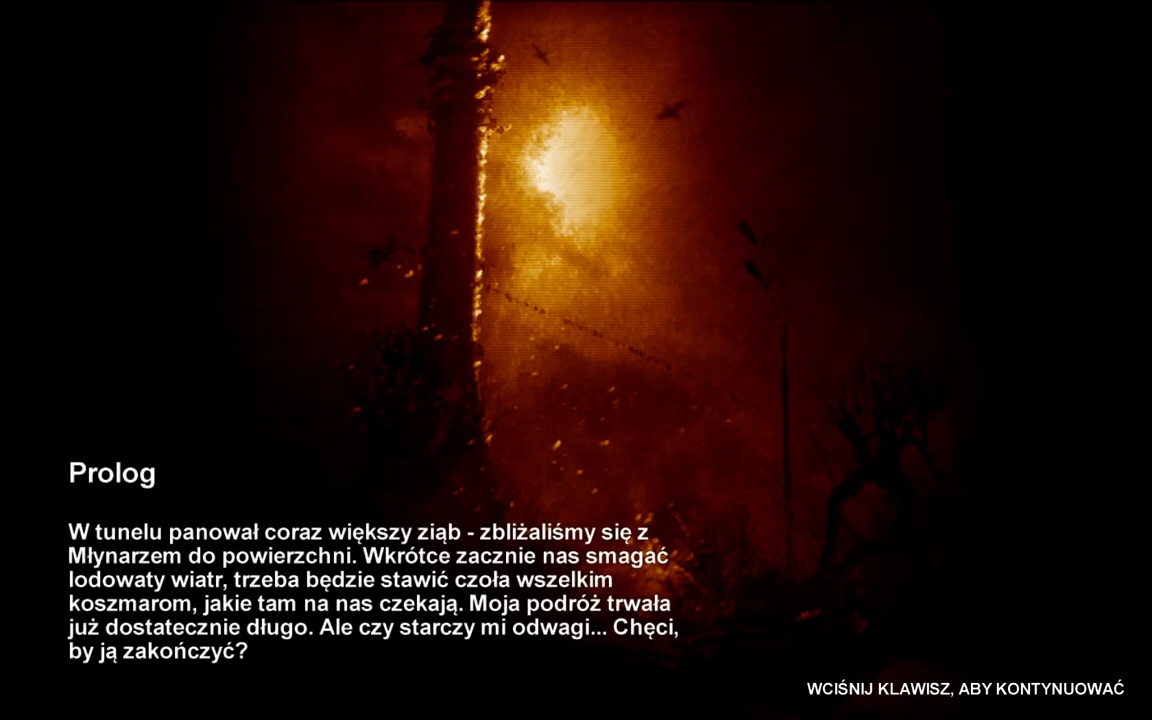 Prolog
W tunelu panował coraz większy ziąb - zbliżaliśmy się z
Młynarzem do powierzchni. Wkrótce zacznie nas smagać
lodowaty wiatr, trzeba będzie stawić czoła wszelkim
koszmarom, jakie tam na nas czekają. Moja podróż trwała
już dostatecznie długo. Ale czy starczy mi odwagi... Chęci,
by ją zakończyć?
WCIŚNIJ KLAWISZ, ABY KONTYNUOWAĆ